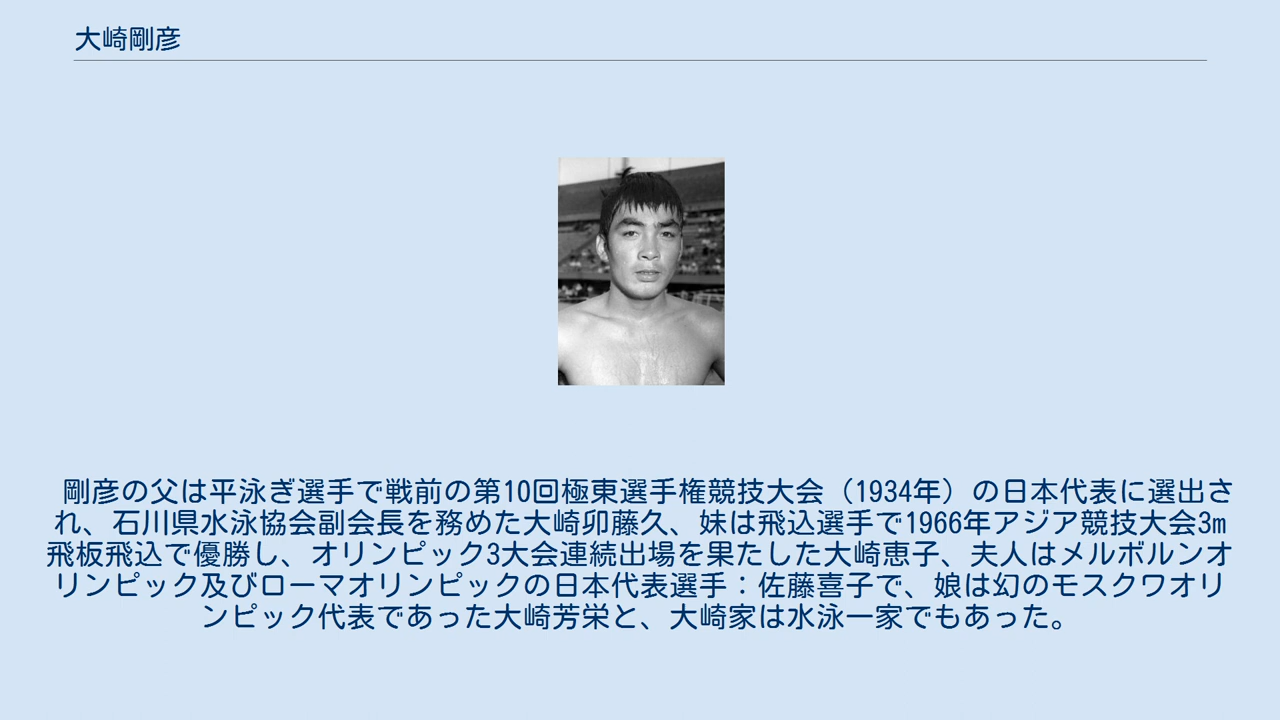 大崎剛彦
剛彦の父は平泳ぎ選手で戦前の第10回極東選手権競技大会（1934年）の日本代表に選出さ
れ、石川県水泳協会副会長を務めた大崎卯藤久、妹は飛込選手で1966年アジア競技大会3m
飛板飛込で優勝し、オリンピック3大会連続出場を果たした大崎恵子、夫人はメルボルンオ
リンピック及びローマオリンピックの日本代表選手：佐藤喜子で、娘は幻のモスクワオリ
ンピック代表であった大崎芳栄と、大崎家は水泳一家でもあった。